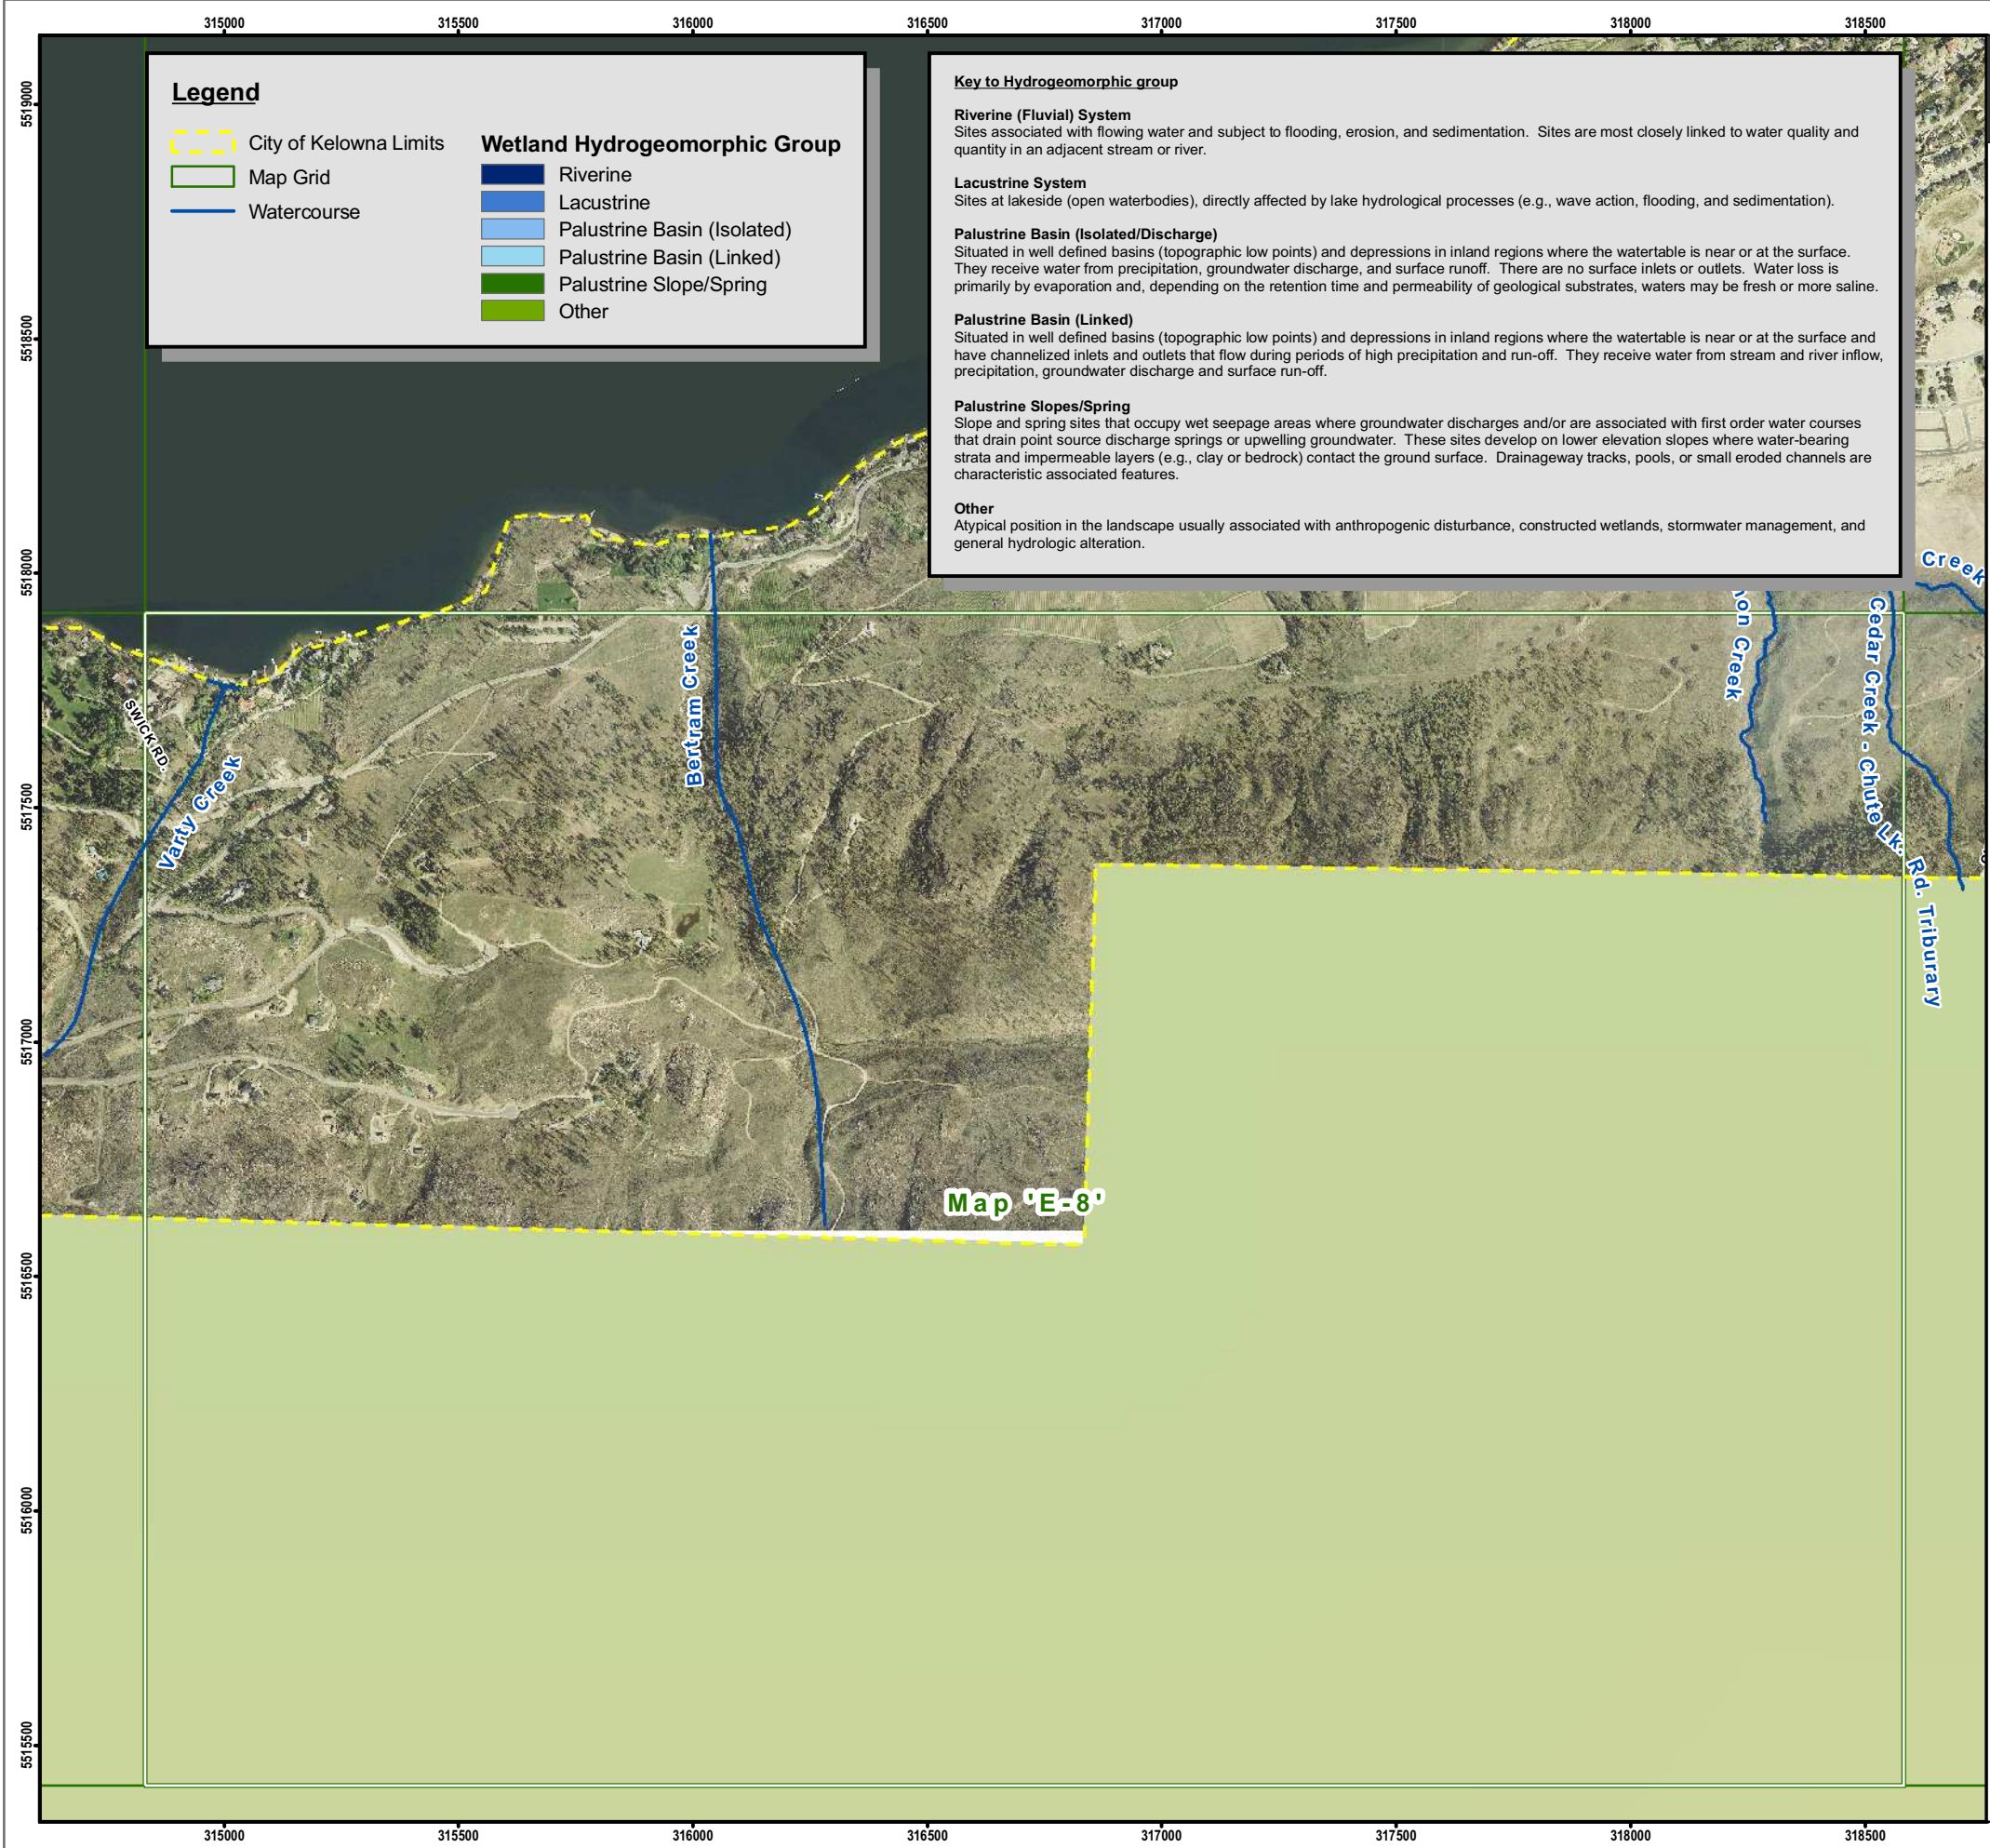 315000 315500 316000 316500 317000 317500 318000 318500
5519000
5518500
5518000
5517500
5517000
5516500
5516000
5515500
Legend
City of Kelowna Limits
Map Grid
Watercourse
Wetland Hydrogeomorphic Group
Riverine
Lacustrine
Palustrine Basin (Isolated)
Palustrine Basin (Linked)
Palustrine Slope/Spring
Other
Key to Hydrogeomorphic group
Riverine (Fluvial) System
Sites associated with flowing water and subject to flooding, erosion, and sedimentation. Sites are most closely linked to water quality and
quantity in an adjacent stream or river.
Lacustrine System
Sites at lakeside (open waterbodies), directly affected by lake hydrological processes (e.g., wave action, flooding, and sedimentation).
Palustrine Basin (Isolated/Discharge)
Situated in well defined basins (topographic low points) and depressions in inland regions where the watertable is near or at the surface.
They receive water from precipitation, groundwater discharge, and surface runoff. There are no surface inlets or outlets. Water loss is
primarily by evaporation and, depending on the retention time and permeability of geological substrates, waters may be fresh or more saline.
Palustrine Basin (Linked)
Situated in well defined basins (topographic low points) and depressions in inland regions where the watertable is near or at the surface and
have channelized inlets and outlets that flow during periods of high precipitation and run-off. They receive water from stream and river inflow,
precipitation, groundwater discharge and surface run-off.
Palustrine Slopes/Spring
Slope and spring sites that occupy wet seepage areas where groundwater discharges and/or are associated with first order water courses
that drain point source discharge springs or upwelling groundwater. These sites develop on lower elevation slopes where water-bearing
strata and impermeable layers (e.g., clay or bedrock) contact the ground surface. Drainageway tracks, pools, or small eroded channels are
characteristic associated features.
Other
Atypical position in the landscape usually associated with anthropogenic disturbance, constructed wetlands, stormwater management, and
general hydrologic alteration.
Creek
on Creek
Cedar Creek - Chute Lk. Rd. Triburary
Bertram Creek
SWICK RD.
Varty Creek
Map 'E-8'
315000 315500 316000 316500 317000 317500 318000 318500